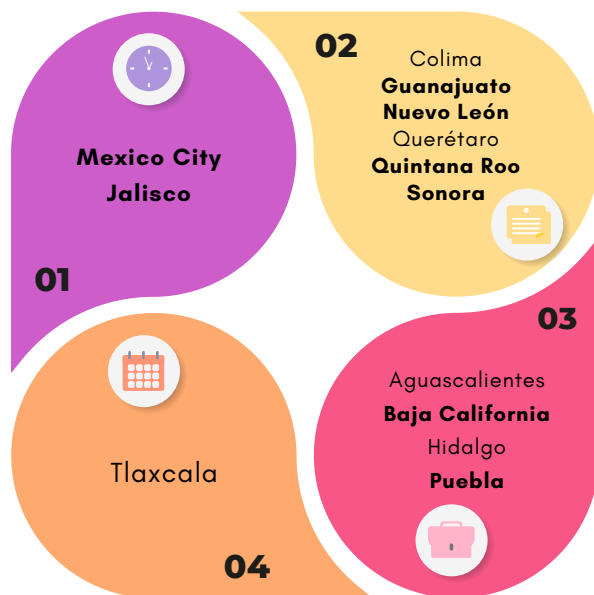 01
Mexico City
Jalisco
02
Colima
Guanajuato
Nuevo León
Querétaro
Quintana Roo
Sonora
03
Aguascalientes
Baja California
Hidalgo
Puebla
Tlaxcala
04